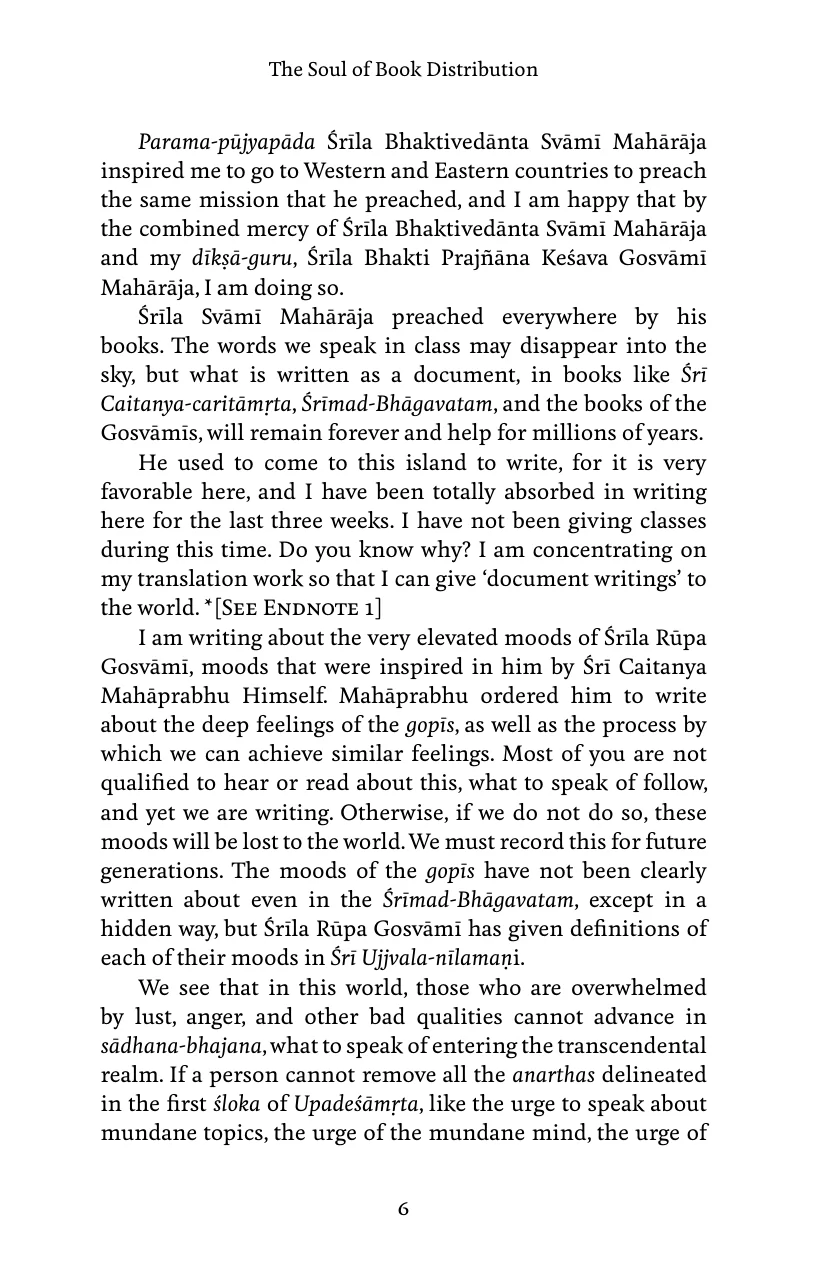 The Soul of Book Distribution
Parama-pūjyapāda Śrīla Bhaktivedānta Svāmī Mahārāja
inspired me to go to Western and Eastern countries to preach
the same mission that he preached, and I am happy that by
the combined mercy of Śrīla Bhaktivedānta Svāmī Mahārāja
and my dīkṣā-guru, Śrīla Bhakti Prajñāna Keśava Gosvāmī
Mahārāja, I am doing so.
Śrīla Svāmī Mahārāja preached everywhere by his
books. The words we speak in class may disappear into the
sky, but what is written as a document, in books like Śrī
Caitanya-caritāmṛta, Śrīmad-Bhāgavatam, and the books of the
Gosvāmīs, will remain forever and help for millions of years.
He used to come to this island to write, for it is very
favorable here, and I have been totally absorbed in writing
here for the last three weeks. I have not been giving classes
during this time. Do you know why? I am concentrating on
my translation work so that I can give ‘document writings’ to
the world. *[See Endnote 1]
I am writing about the very elevated moods of Śrīla Rūpa
Gosvāmī, moods that were inspired in him by Śrī Caitanya
Mahāprabhu Himself. Mahāprabhu ordered him to write
about the deep feelings of the gopīs, as well as the process by
which we can achieve similar feelings. Most of you are not
qualified to hear or read about this, what to speak of follow,
and yet we are writing. Otherwise, if we do not do so, these
moods will be lost to the world. We must record this for future
generations. The moods of the gopīs have not been clearly
written about even in the Śrīmad-Bhāgavatam, except in a
hidden way, but Śrīla Rūpa Gosvāmī has given definitions of
each of their moods in Śrī Ujjvala-nīlamaṇi.
We see that in this world, those who are overwhelmed
by lust, anger, and other bad qualities cannot advance in
sādhana-bhajana, what to speak of entering the transcendental
realm. If a person cannot remove all the anarthas delineated
in the first śloka of Upadeśāmṛta, like the urge to speak about
mundane topics, the urge of the mundane mind, the urge of
6